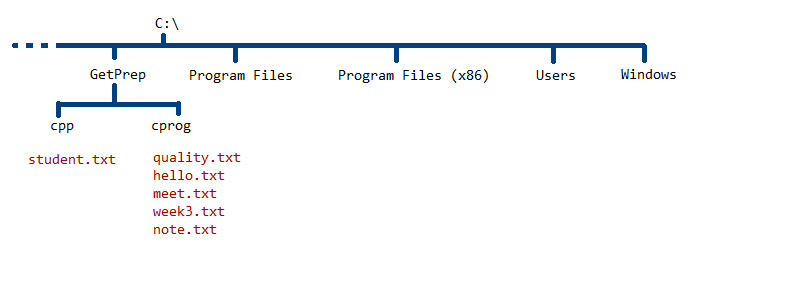 C:\
GetPrep Program Files Program Files (x86) Users Windows
cpp cprog
student.txt quality.txt
hello.txt
meet.txt
week3.txt
note.txt